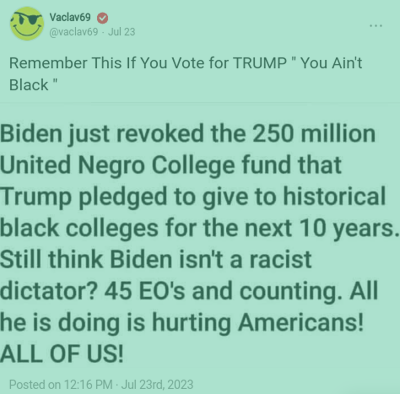 Vaclav69
@vaclav69 · Jul 23
Remember This If You Vote for TRUMP " You Ain't
Black "
Biden just revoked the 250 million
United Negro College fund that
Trump pledged to give to historical
black colleges for the next 10 years.
Still think Biden isn't a racist
dictator? 45 EO's and counting. All
he is doing is hurting Americans!
ALL OF US!
Posted on 12:16 PM · Jul 23rd, 2023